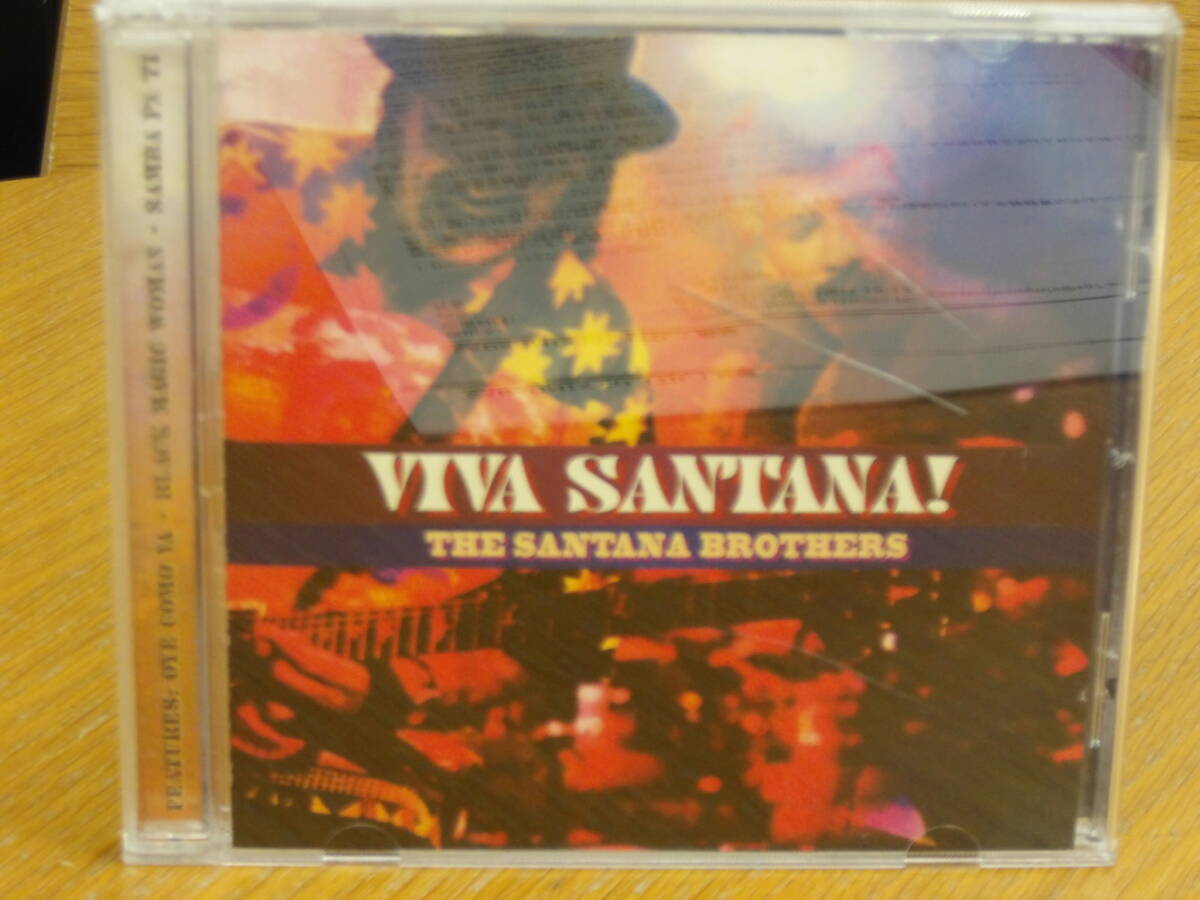 VIVA SANTANA!
THE SANTANA BROTHERS
FEATURES: OYE COMO VA · BLACK MAGIC WOMAN · SAMBA PA TI